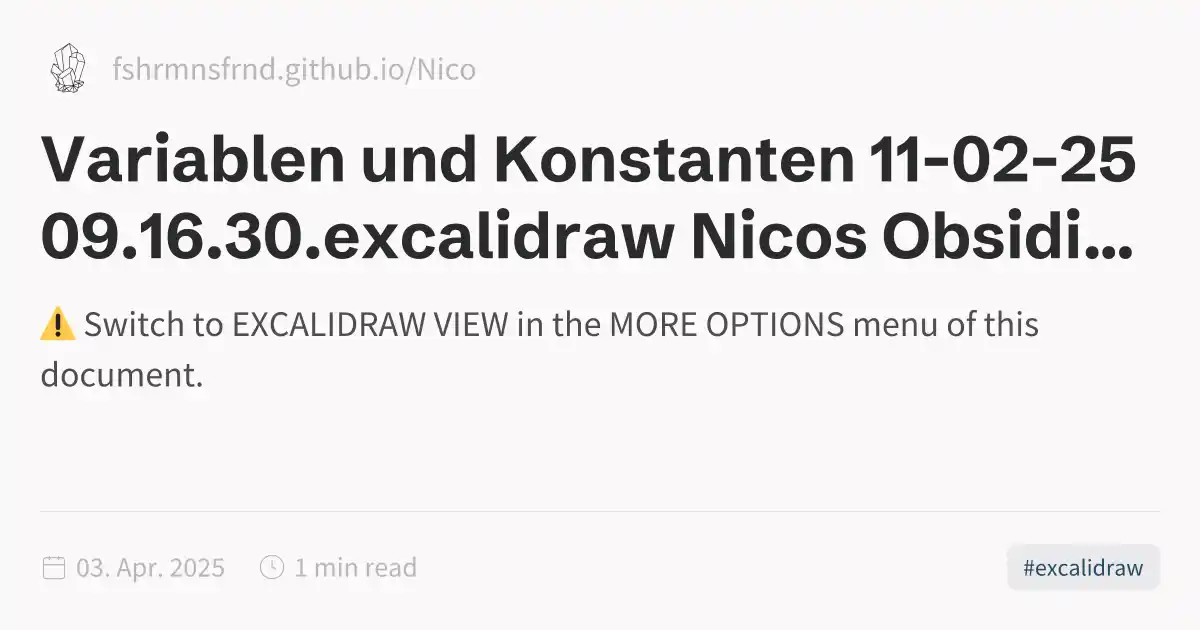 fshrmnsfrnd.github.io/Nico
Variablen und Konstanten 11-02-25
09.16.30.excalidraw Nicos Obsidi...
⚠️ Switch to EXCALIDRAW VIEW in the MORE OPTIONS menu of this
document.
03. Apr. 2025 1 min read #excalidraw